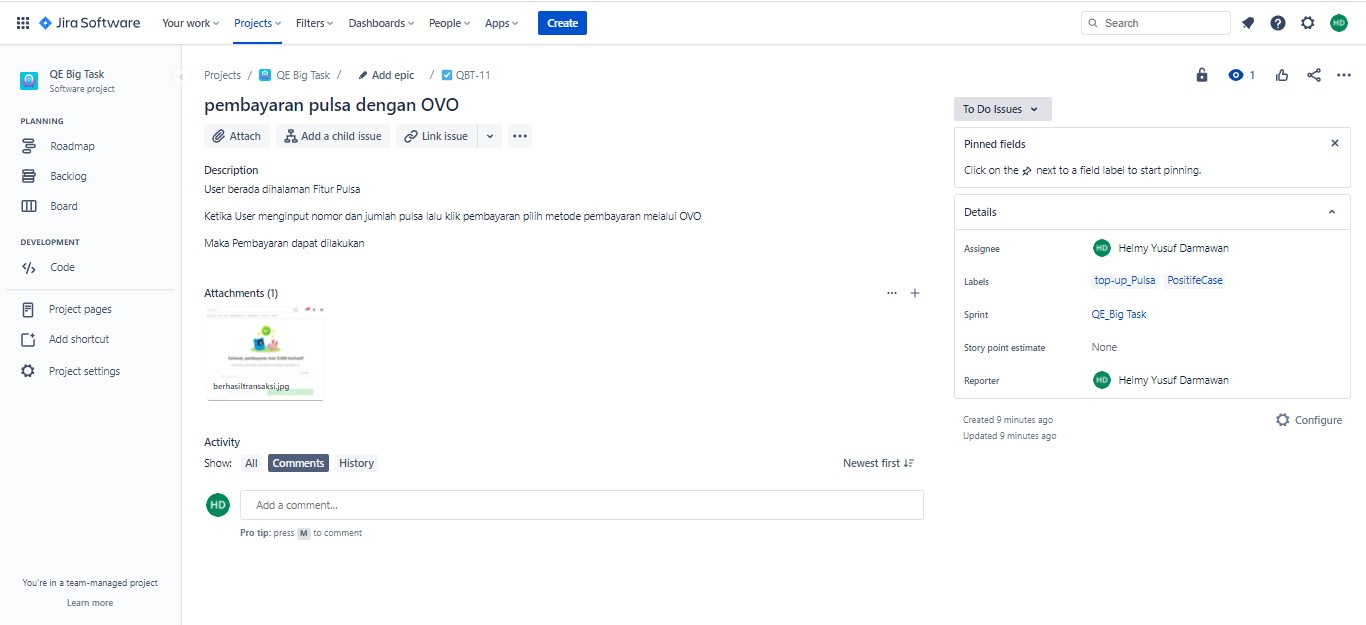 Jira Software Your work Projects Filters Dashboards People Apps Create Search HD
QE Big Task
Software project
PLANNING
Roadmap
Backlog
Board
DEVELOPMENT
Code
Project pages
Add shortcut
Project settings
You're in a team-managed project
Learn more
Projects / QE Big Task / Add epic / QBT-11
1
pembayaran pulsa dengan OVO
Attach Add a child issue Link issue
Description
User berada dihalaman Fitur Pulsa
Ketika User menginput nomor dan jumlah pulsa lalu klik pembayaran pilih metode pembayaran melalui OVO
Maka Pembayaran dapat dilakukan
Attachments (1)
berhasiltransaksi.jpg
Activity
Show: All Comments History Newest first
HD Add a comment...
Pro tip: press M to comment
To Do Issues
Pinned fields
Click on the next to a field label to start pinning.
Details
Assignee HD Helmy Yusuf Darmawan
Labels top-up_Pulsa PositifeCase
Sprint QE_Big Task
Story point estimate None
Reporter HD Helmy Yusuf Darmawan
Created 9 minutes ago
Updated 9 minutes ago
Configure